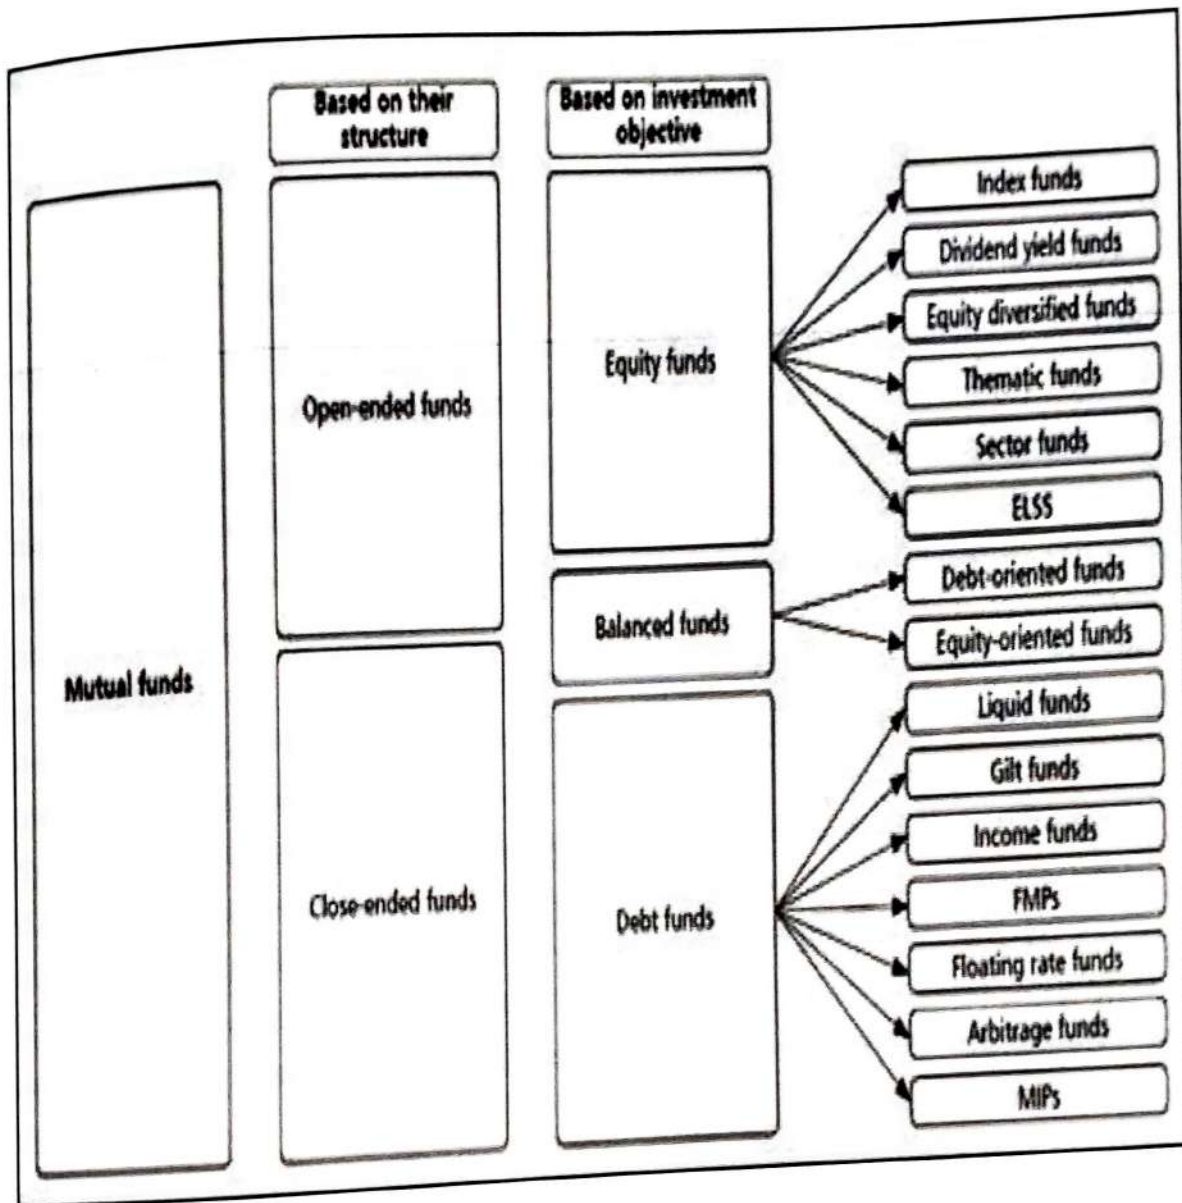 Based on their
structure
Based on investment
objective
Mutual funds
Open-ended funds
Close-ended funds
Equity funds
Balanced funds
Debt funds
Index funds
Dividend yield funds
Equity diversified funds
Thematic funds
Sector funds
ELSS
Debt-oriented funds
Equity-oriented funds
Liquid funds
Gilt funds
Income funds
FMPs
Floating rate funds
Arbitrage funds
MIPs